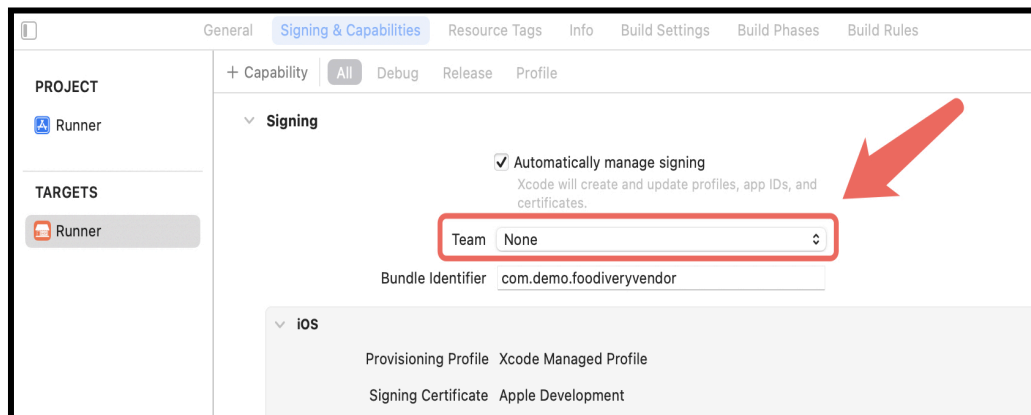 General Signing & Capabilities Resource Tags Info Build Settings Build Phases Build Rules
+ Capability All Debug Release Profile
PROJECT
Runner
TARGETS
Runner
Signing
Automatically manage signing
Xcode will create and update profiles, app IDs, and
certificates.
Team None
Bundle Identifier com.demo.foodiveryvendor
iOS
Provisioning Profile Xcode Managed Profile
Signing Certificate Apple Development